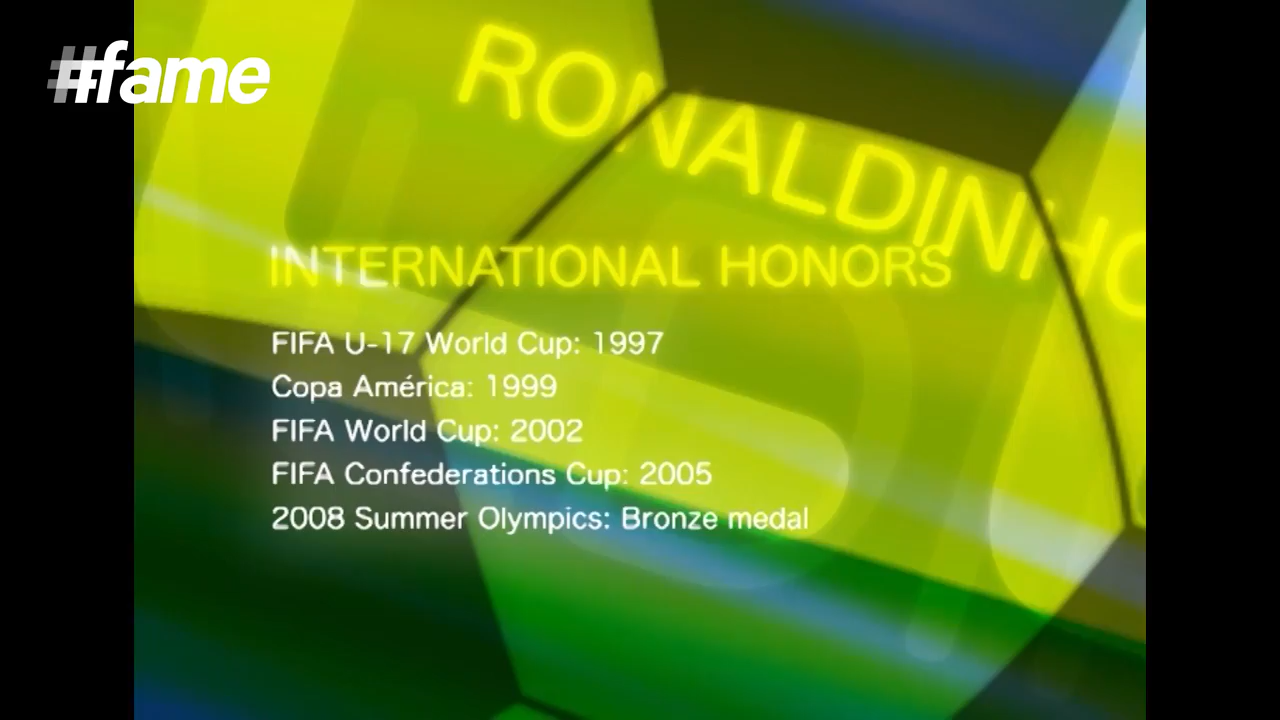 #fame
RONALDINHO
INTERNATIONAL HONORS
FIFA U-17 World Cup: 1997
Copa América: 1999
FIFA World Cup: 2002
FIFA Confederations Cup: 2005
2008 Summer Olympics: Bronze medal